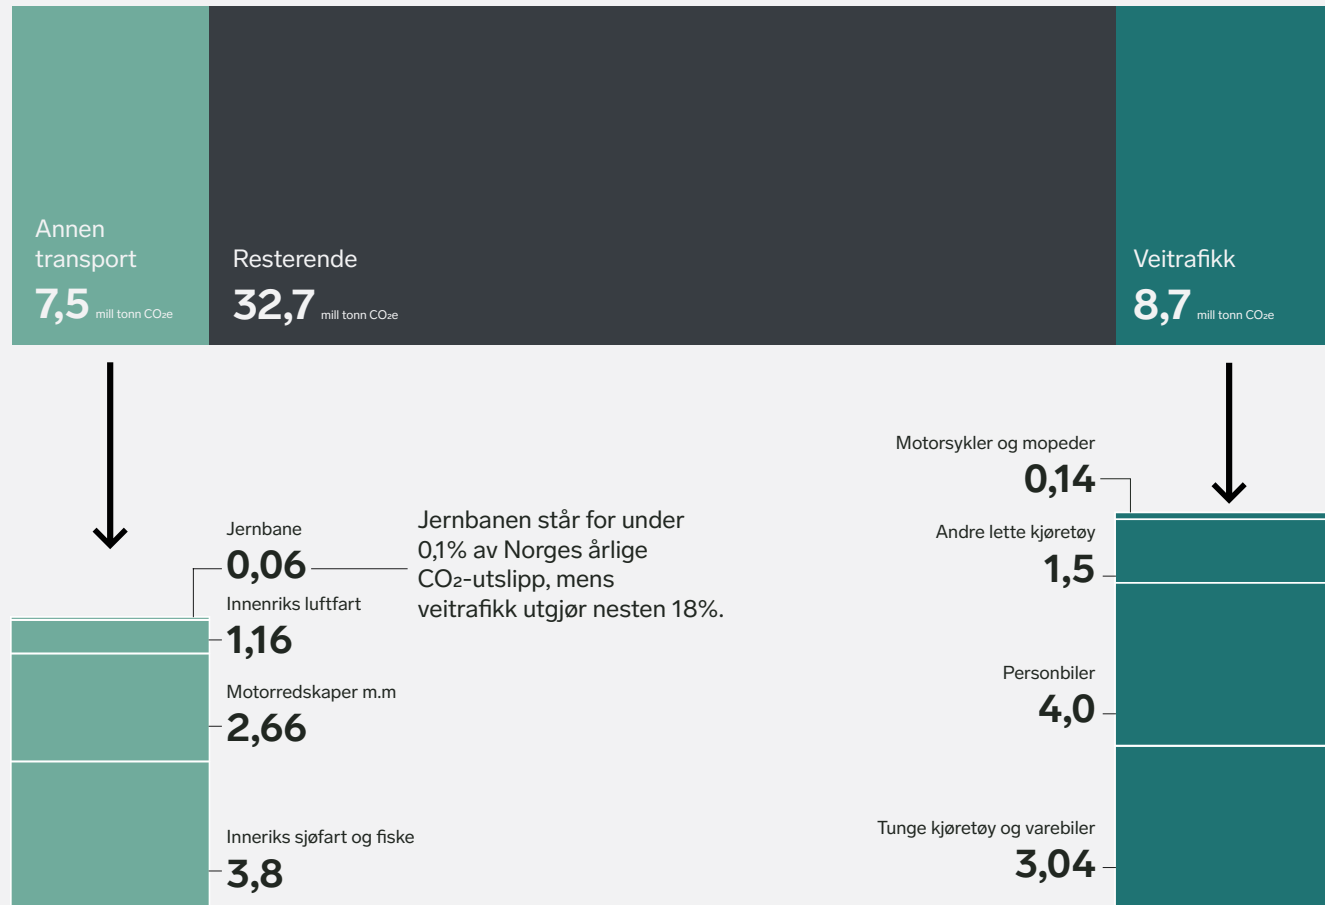 Annen
transport
7,5 mill tonn CO₂e
Resterende
32,7 mill tonn CO₂e
Veitrafikk
8,7 mill tonn CO₂e
Jernbane
0,06
Innenriks luftfart
1,16
Motorredskaper m.m
2,66
Inneriks sjøfart og fiske
3,8
Jernbanen står for under
0,1% av Norges årlige
CO₂-utslipp, mens
veitrafikk utgjør nesten 18%.
Motorsykler og mopeder
0,14
Andre lette kjøretøy
1,5
Personbiler
4,0
Tunge kjøretøy og varebiler
3,04